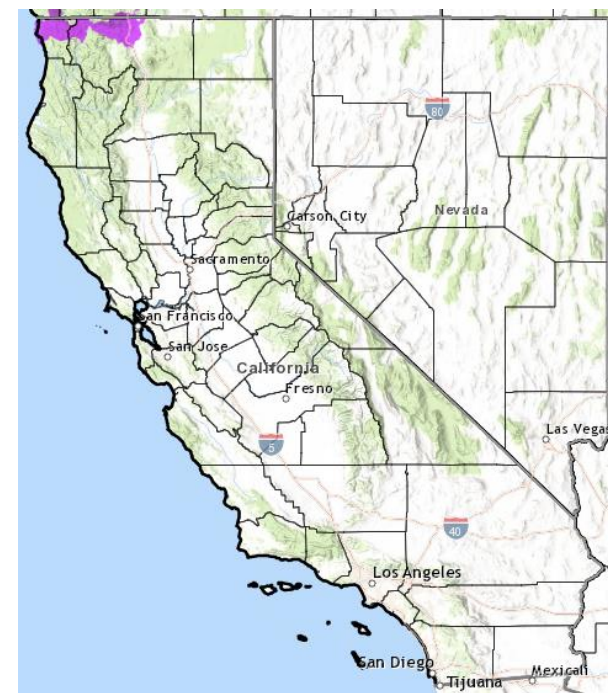 80
Nevada
Carson City
Sacramento
San Francisco
San Jose
California
Fresno
Las Vegas
5
40
Los Angeles
San Diego
Tijuana
Mexicali